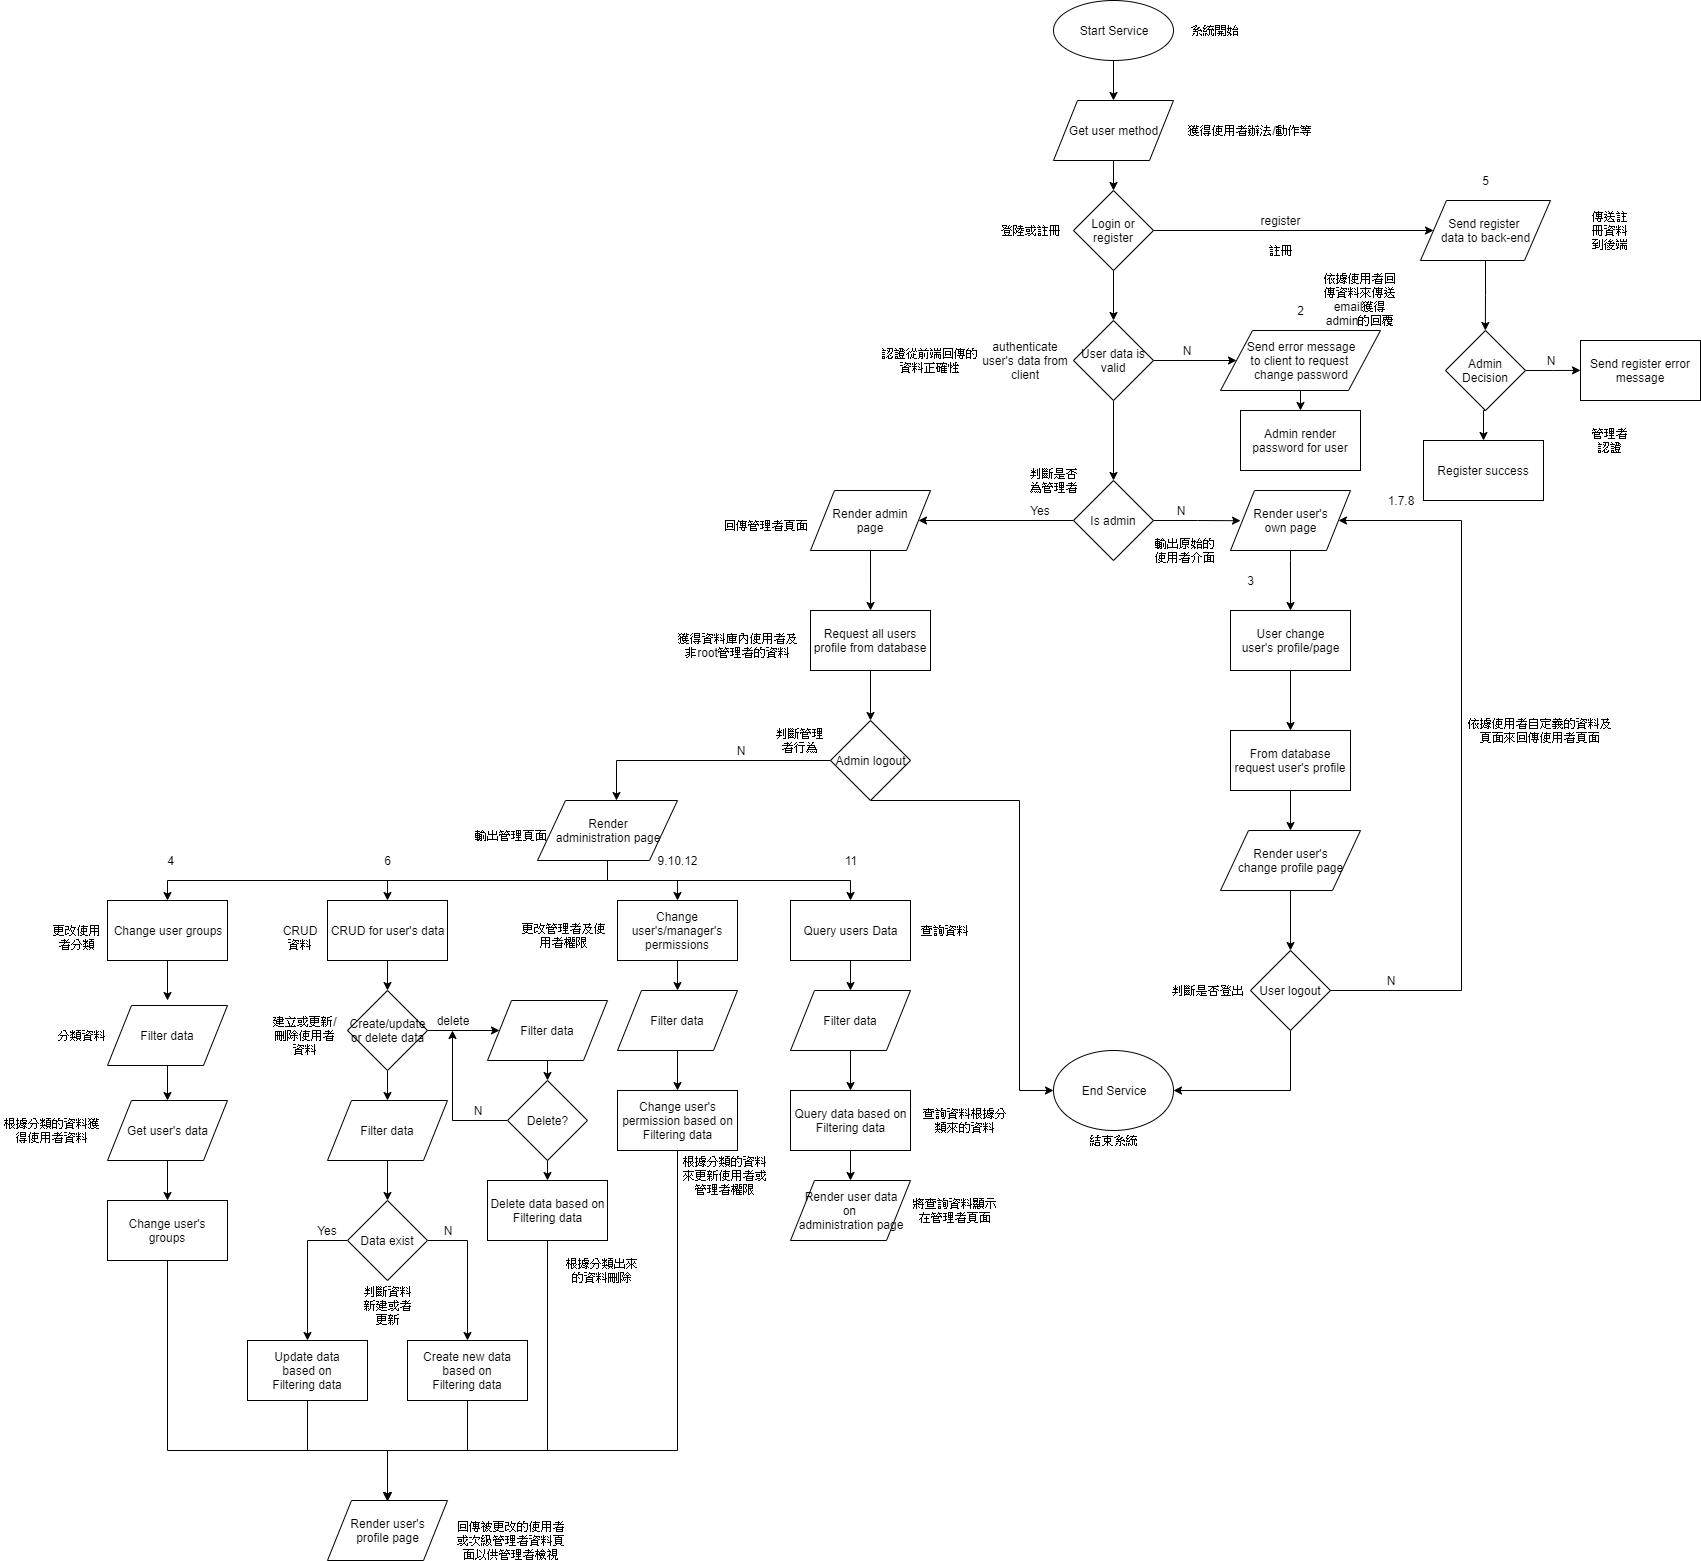 Start Service
系統開始
Get user method
獲得使用者辦法/動作等
5
Login or
register
登陸或註冊
register
註冊
Send register
data to back-end
傳送註
冊資料
到後端
依據使用者回
傳資料來傳送
email獲得
admin的回覆
2
User data is
valid
authenticate
user's data from
client
認證從前端回傳的
資料正確性
N
Send error message
to client to request
change password
Admin
Decision
N
Send register error
message
Admin render
password for user
管理者
認證
Register success
判斷是否
為管理者
Is admin
Yes
N
Render admin
page
回傳管理者頁面
輸出原始的
使用者介面
Render user's
own page
1.7.8
3
Request all users
profile from database
獲得資料庫內使用者及
非root管理者的資料
User change
user's profile/page
判斷管理
者行為
N
Admin logout
From database
request user's profile
依據使用者自定義的資料及
頁面來回傳使用者頁面
Render
administration page
輸出管理頁面
Render user's
change profile page
4
6
9.10.12
11
更改使用
者分類
Change user groups
CRUD
資料
CRUD for user's data
更改管理者及使
用者權限
Change
user's/manager's
permissions
Query users Data
查詢資料
判斷是否登出
User logout
N
分類資料
Filter data
建立或更新/
刪除使用者
資料
Create/update
or delete data
delete
Filter data
Filter data
Filter data
End Service
結束系統
根據分類的資料獲
得使用者資料
Get user's data
Filter data
N
Delete?
Change user's
permission based on
Filtering data
Query data based on
Filtering data
查詢資料根據分
類來的資料
根據分類的資料
來更新使用者或
管理者權限
Change user's
groups
Yes
Data exist
N
Delete data based on
Filtering data
Render user data
on
administration page
將查詢資料顯示
在管理者頁面
根據分類出來
的資料刪除
判斷資料
新建或者
更新
Update data
based on
Filtering data
Create new data
based on
Filtering data
Render user's
profile page
回傳被更改的使用者
或次級管理者資料頁
面以供管理者檢視